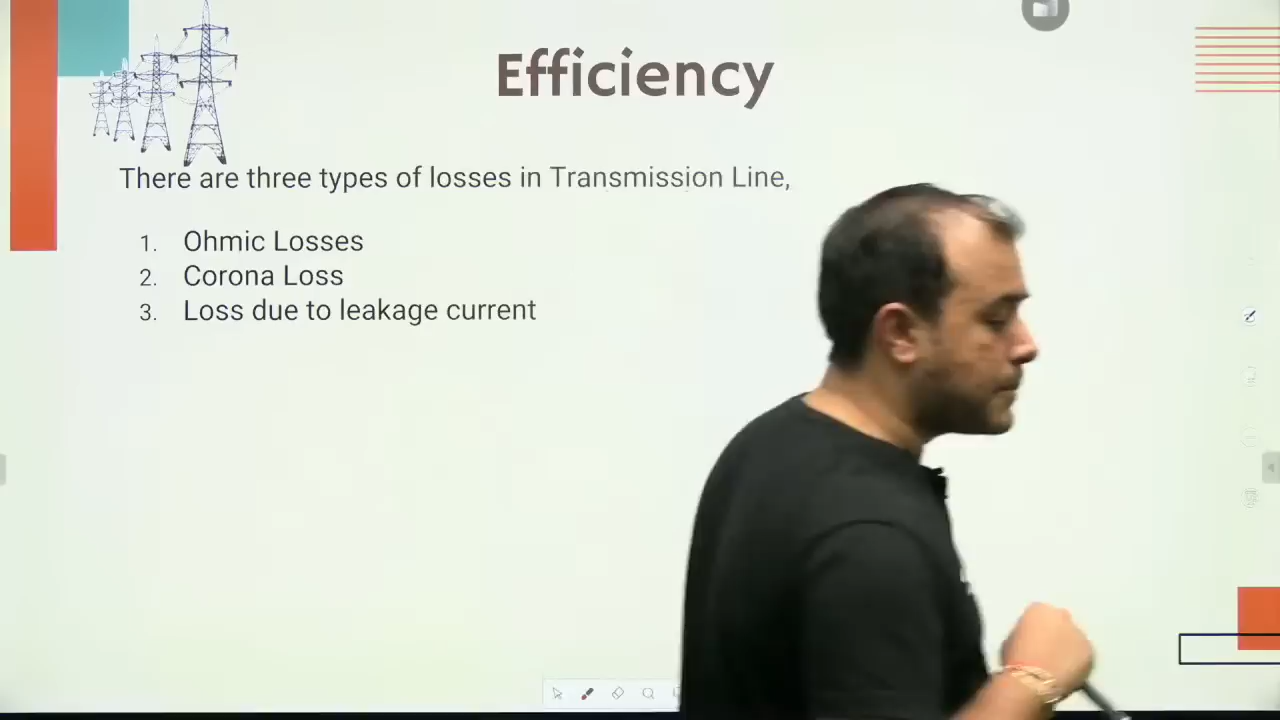 Efficiency
There are three types of losses in Transmission Line,
1. Ohmic Losses
2. Corona Loss
3. Loss due to leakage current